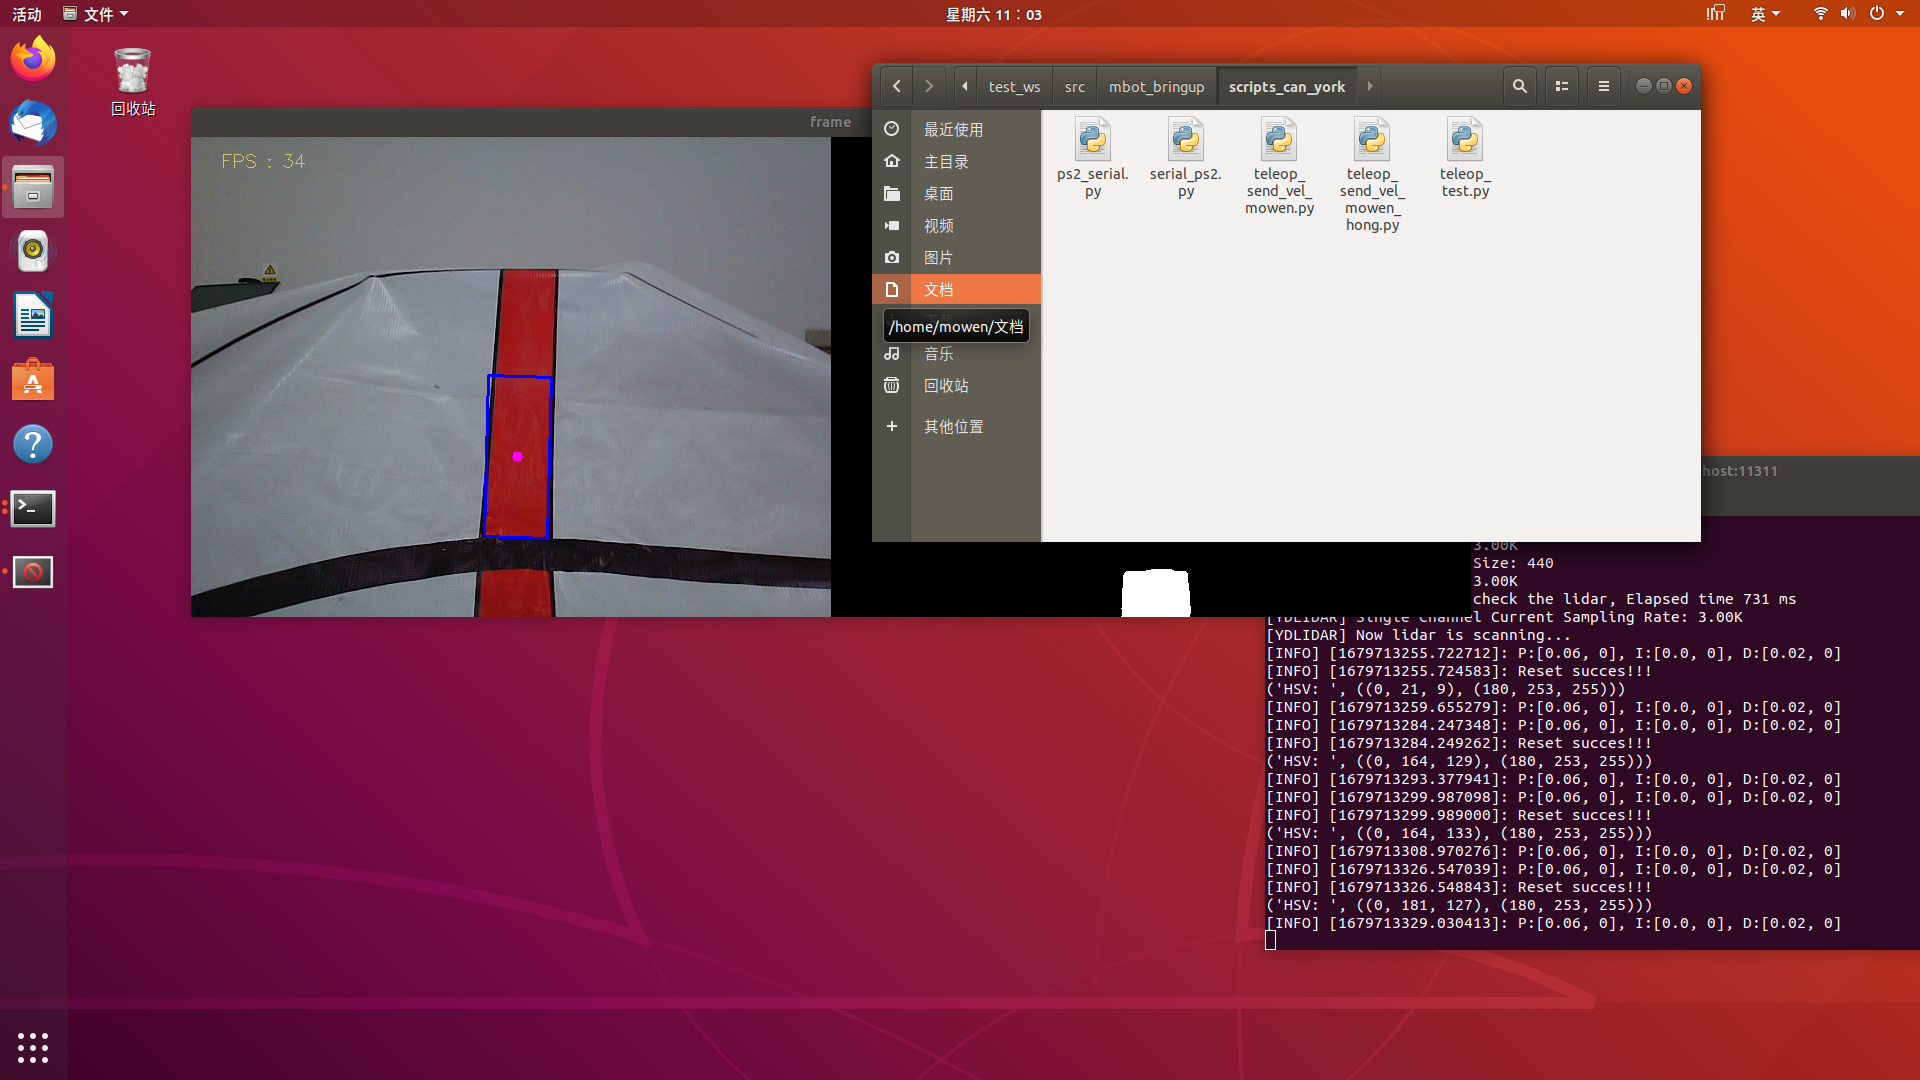 活动
文件
星期六 11：03
英
回收站
frame
FPS : 34
test_ws
src
mbot_bringup
scripts_can_york
最近使用
主目录
桌面
视频
图片
文档
/home/mowen/文档
音乐
回收站
其他位置
ps2_serial.
py
serial_ps2.
py
teleop_
send_vel_
mowen.py
teleop_
send_vel_
mowen_
hong.py
teleop_
test.py
host:11311
3.00K
Size: 440
3.00K
check the lidar, Elapsed time 731 ms
[YDLIDAR] Single Channel Current Sampling Rate: 3.00K
[YDLIDAR] Now lidar is scanning...
[INFO] [1679713255.722712]: P:[0.06, 0], I:[0.0, 0], D:[0.02, 0]
[INFO] [1679713255.724583]: Reset succes!!!
('HSV: ', ((0, 21, 9), (180, 253, 255)))
[INFO] [1679713259.655279]: P:[0.06, 0], I:[0.0, 0], D:[0.02, 0]
[INFO] [1679713284.247348]: P:[0.06, 0], I:[0.0, 0], D:[0.02, 0]
[INFO] [1679713284.249262]: Reset succes!!!
('HSV: ', ((0, 164, 129), (180, 253, 255)))
[INFO] [1679713293.377941]: P:[0.06, 0], I:[0.0, 0], D:[0.02, 0]
[INFO] [1679713299.987098]: P:[0.06, 0], I:[0.0, 0], D:[0.02, 0]
[INFO] [1679713299.989000]: Reset succes!!!
('HSV: ', ((0, 164, 133), (180, 253, 255)))
[INFO] [1679713308.970276]: P:[0.06, 0], I:[0.0, 0], D:[0.02, 0]
[INFO] [1679713326.547039]: P:[0.06, 0], I:[0.0, 0], D:[0.02, 0]
[INFO] [1679713326.548843]: Reset succes!!!
('HSV: ', ((0, 181, 127), (180, 253, 255)))
[INFO] [1679713329.030413]: P:[0.06, 0], I:[0.0, 0], D:[0.02, 0]